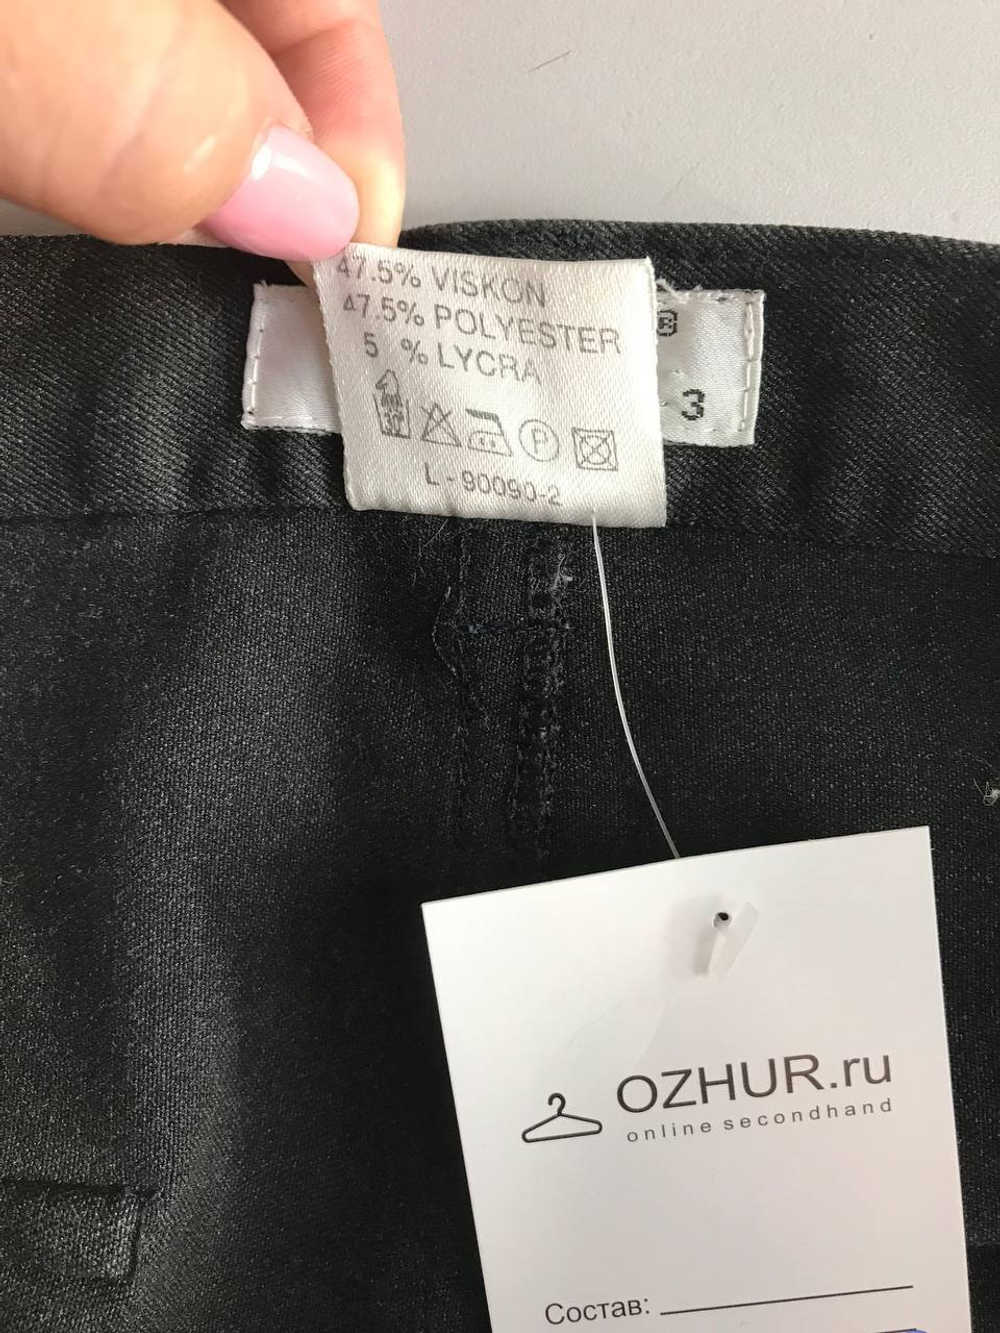 47.5% VISKON
47.5% POLYESTER
5 % LYCRA
P
L-90090-2
®
3
OZHUR.ru
online secondhand
Состав: